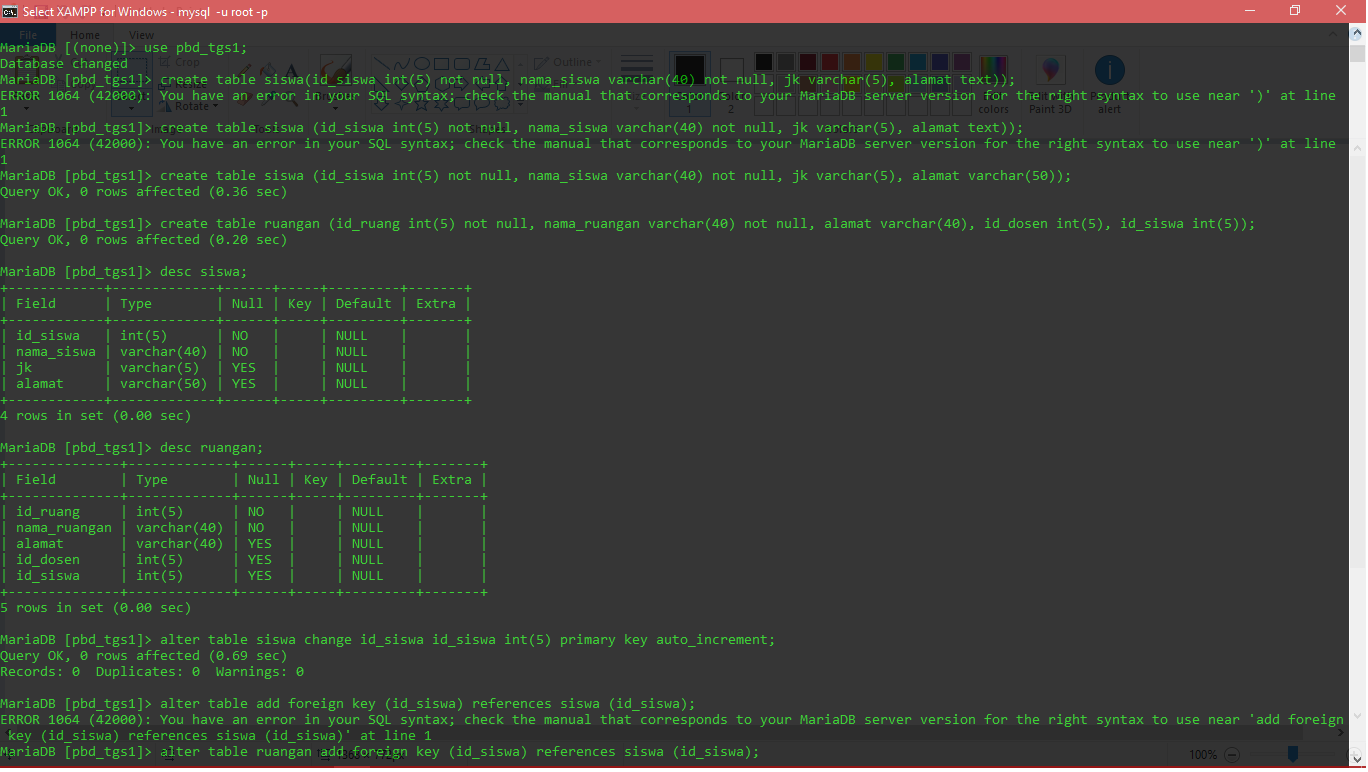 Select XAMPP for Windows - mysql -u root -p
File Home View
MariaDB [(none)]> use pbd_tgs1;
Database changed
Crop
Outline
MariaDB [pbd_tgs1]> create table siswa(id_siswa int(5) not null, nama_siswa varchar(40) not null, jk varchar(5), alamat text));
ERROR 1064 (42000): You have an error in your SQL syntax; check the manual that corresponds to your MariaDB server version for the right syntax to use near ')' at line
1
Rotate
1 2 colors Paint 3D alert
MariaDB [pbd_tgs1]> create table siswa (id_siswa int(5) not null, nama_siswa varchar(40) not null, jk varchar(5), alamat text));
ERROR 1064 (42000): You have an error in your SQL syntax; check the manual that corresponds to your MariaDB server version for the right syntax to use near ')' at line
1
MariaDB [pbd_tgs1]> create table siswa (id_siswa int(5) not null, nama_siswa varchar(40) not null, jk varchar(5), alamat varchar(50));
Query OK, 0 rows affected (0.36 sec)
MariaDB [pbd_tgs1]> create table ruangan (id_ruang int(5) not null, nama_ruangan varchar(40) not null, alamat varchar(40), id_dosen int(5), id_siswa int(5));
Query OK, 0 rows affected (0.20 sec)
MariaDB [pbd_tgs1]> desc siswa;
+------------+-------------+------+-----+---------+-------+
| Field | Type | Null | Key | Default | Extra |
+------------+-------------+------+-----+---------+-------+
| id_siswa | int(5) | NO | | NULL | |
| nama_siswa | varchar(40) | NO | | NULL | |
| jk | varchar(5) | YES | | NULL | |
| alamat | varchar(50) | YES | | NULL | |
+------------+-------------+------+-----+---------+-------+
4 rows in set (0.00 sec)
MariaDB [pbd_tgs1]> desc ruangan;
+--------------+-------------+------+-----+---------+-------+
| Field | Type | Null | Key | Default | Extra |
+--------------+-------------+------+-----+---------+-------+
| id_ruang | int(5) | NO | | NULL | |
| nama_ruangan | varchar(40) | NO | | NULL | |
| alamat | varchar(40) | YES | | NULL | |
| id_dosen | int(5) | YES | | NULL | |
| id_siswa | int(5) | YES | | NULL | |
+--------------+-------------+------+-----+---------+-------+
5 rows in set (0.00 sec)
MariaDB [pbd_tgs1]> alter table siswa change id_siswa id_siswa int(5) primary key auto_increment;
Query OK, 0 rows affected (0.69 sec)
Records: 0 Duplicates: 0 Warnings: 0
MariaDB [pbd_tgs1]> alter table add foreign key (id_siswa) references siswa (id_siswa);
ERROR 1064 (42000): You have an error in your SQL syntax; check the manual that corresponds to your MariaDB server version for the right syntax to use near 'add foreign
key (id_siswa) references siswa (id_siswa)' at line 1
MariaDB [pbd_tgs1]> alter table ruangan add foreign key (id_siswa) references siswa (id_siswa);
100%